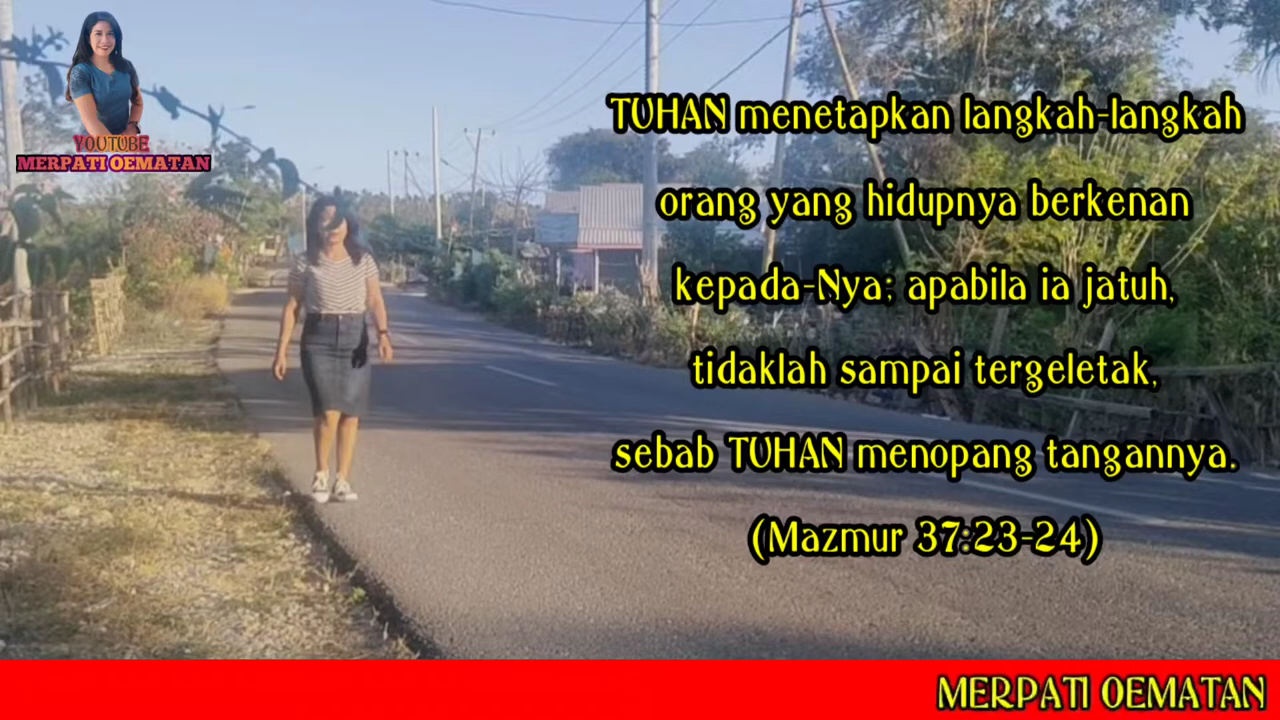 YOUTUBE
MERPATI OEMATAN
TUHAN menetapkan langkah-langkah
orang yang hidupnya berkenan
kepada-Nya; apabila ia jatuh,
tidaklah sampai tergeletak,
sebab TUHAN menopang tangannya.
(Mazmur 37:23-24)
MERPATI OEMATAN